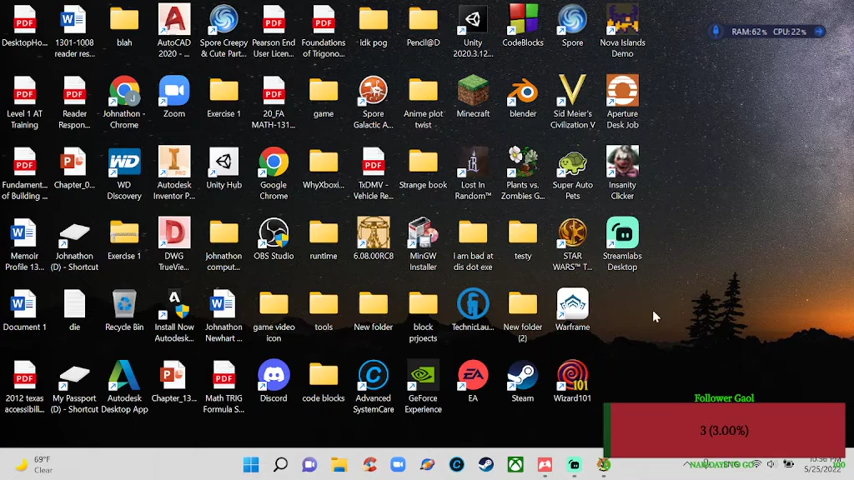 DesktopHo...
1301-1008
reader res...
blah
AutoCAD
2020 - ...
Spore Creepy
& Cute Part...
Pearson End
User Licen...
Foundations
of Trigono...
idk pog
Pencil@D
Unity
2020.3.12...
CodeBlocks
Spore
Nova Islands
Demo
RAM:62% CPU:22%
Level 1 AT
Training
Reader
Respon...
Johnathon -
Chrome
Zoom
Exercise 1
20_FA
MATH-131...
game
Spore
Galactic A...
Anime plot
twist
Minecraft
blender
Sid Meier's
Civilization V
Aperture
Desk Job
Fundament...
of Building ...
Chapter_0...
WD
Discovery
Autodesk
Inventor P...
Unity Hub
Google
Chrome
WhyXboxi...
TxDMV -
Vehicle Re...
Strange book
Lost In
Random™
Plants vs.
Zombies G...
Super Auto
Pets
Insanity
Clicker
Memoir
Profile 13...
Johnathon
(D) - Shortcut
Exercise 1
DWG
TrueVie...
Johnathon
comput...
OBS Studio
runtime
6.08.00RC8
MinGW
Installer
I am bad at
dis dot exe
testy
STAR
WARS™ T...
Streamlabs
Desktop
Document 1
die
Recycle Bin
Install Now
Autodesk...
Johnathon
Newhart ...
game video
icon
tools
New folder
block
prjoects
TechnicLau...
New folder
(2)
Warframe
2012 texas
accessibili...
My Passport
(D) - Shortcut
Autodesk
Desktop App
Chapter_13...
Math TRIG
Formula S...
Discord
code blocks
Advanced
SystemCare
GeForce
Experience
EA
Steam
Wizard101
Follower Gaol
3 (3.00%)
69°F
Clear
10:56 PM
5/25/2022
100